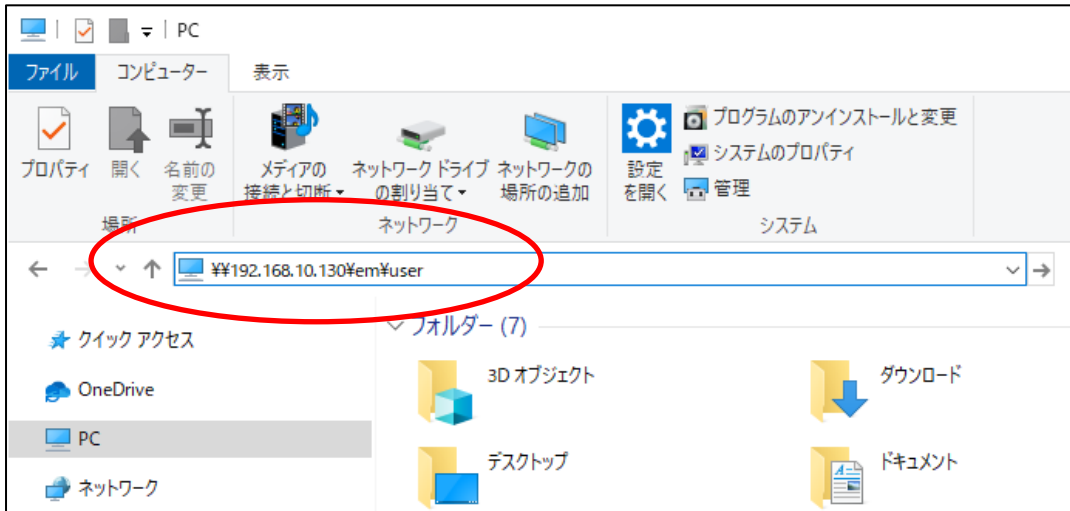 PC
ファイル コンピューター 表示
プロパティ 開く 名前の変更 メディアの接続と切断 ネットワーク ドライブの割り当て ネットワークの場所の追加 設定を開く プログラムのアンインストールと変更
システムのプロパティ
管理
場所 ネットワーク システム
¥¥192.168.10.130¥em¥user
クイック アクセス
OneDrive
PC
ネットワーク
フォルダー (7)
3D オブジェクト ダウンロード
デスクトップ ドキュメント